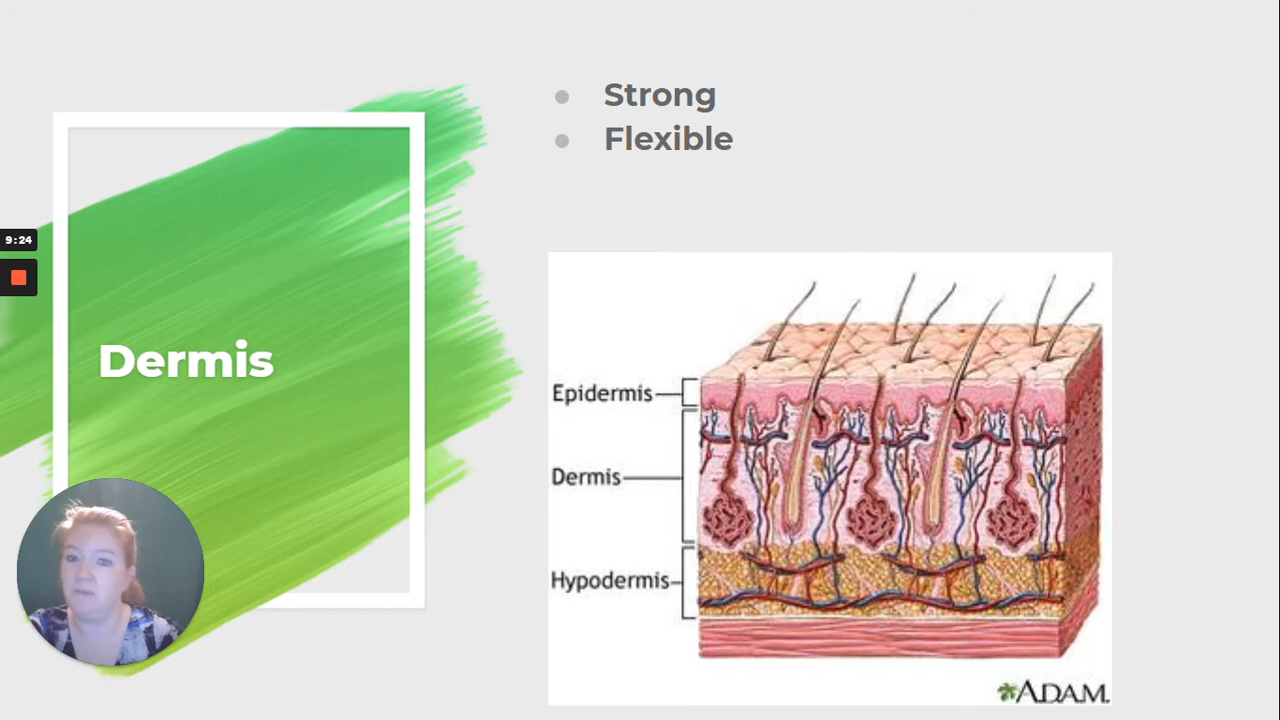 Strong
Flexible
9:24
Dermis
Epidermis
Dermis
Hypodermis
ADAM.